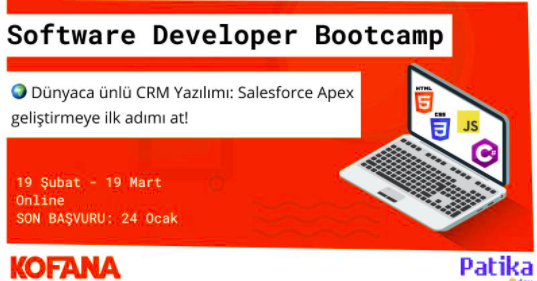 Software Developer Bootcamp
Dünyaca ünlü CRM Yazılımı: Salesforce Apex
geliştirmeye ilk adımı at!
HTML
5
CSS
3
JS
C#
19 Şubat - 19 Mart
Online
SON BAŞVURU: 24 Ocak
KOFANA
Patika